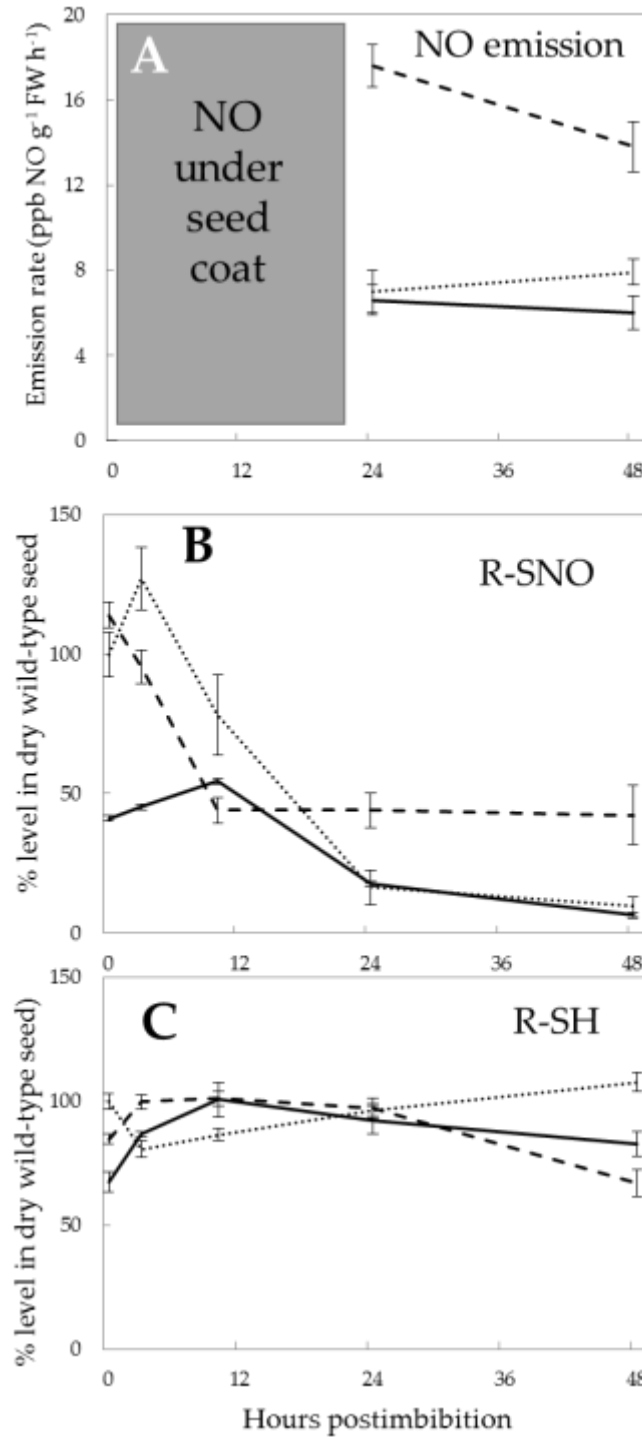 A
NO
under
seed
coat
NO emission
Emission rate (ppb NO g⁻¹ FW h⁻¹)
20
16
12
8
4
0
0 12 24 36 48
B
R-SNO
% level in dry wild-type seed
150
100
50
0
0 12 24 36 48
C
R-SH
% level in dry wild-type seed)
150
100
50
0
0 12 24 36 48
Hours postimbibition